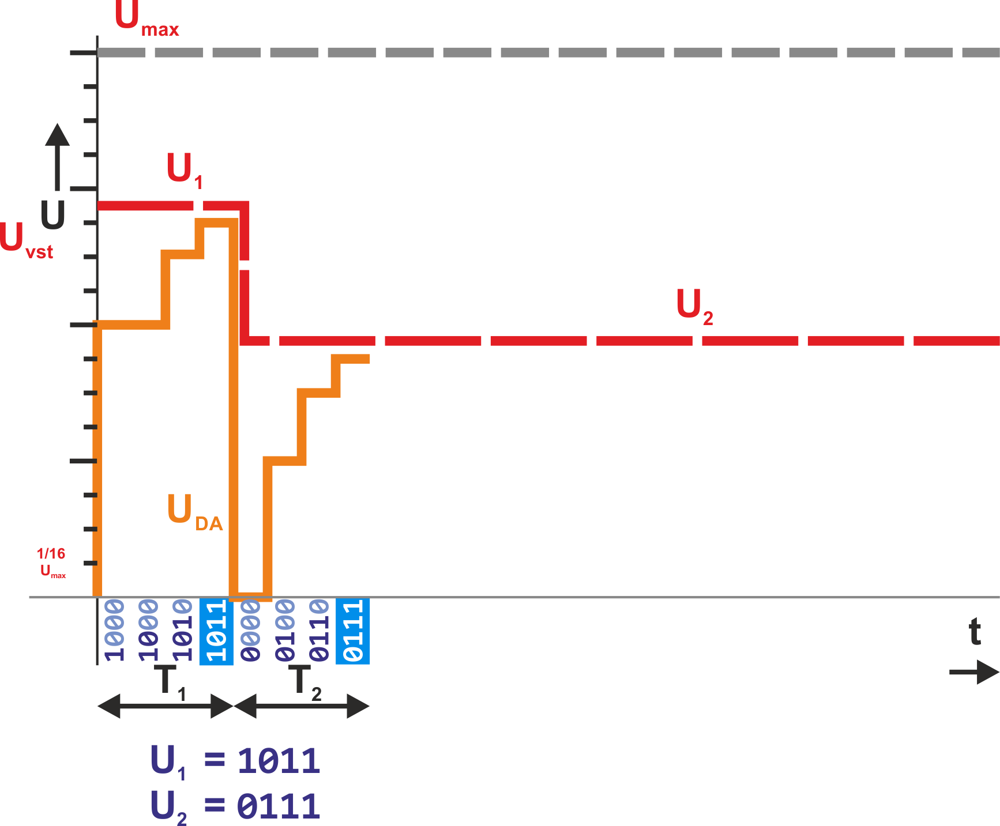 Umax
U1
U
Uvst
U2
UDA
1/16
Umax
1000
1000
1010
1011
0000
0100
0110
0111
t
T1
T2
U1 = 1011
U2 = 0111